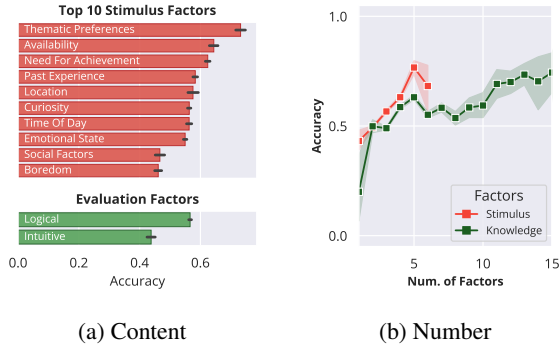 Top 10 Stimulus Factors
Thematic Preferences
Availability
Need For Achievement
Past Experience
Location
Curiosity
Time Of Day
Emotional State
Social Factors
Boredom
Evaluation Factors
Logical
Intuitive
0.0 0.2 0.4 0.6
Accuracy
(a) Content
1.0
0.5
0.0
Accuracy
Factors
Stimulus
Knowledge
5 10 15
Num. of Factors
(b) Number